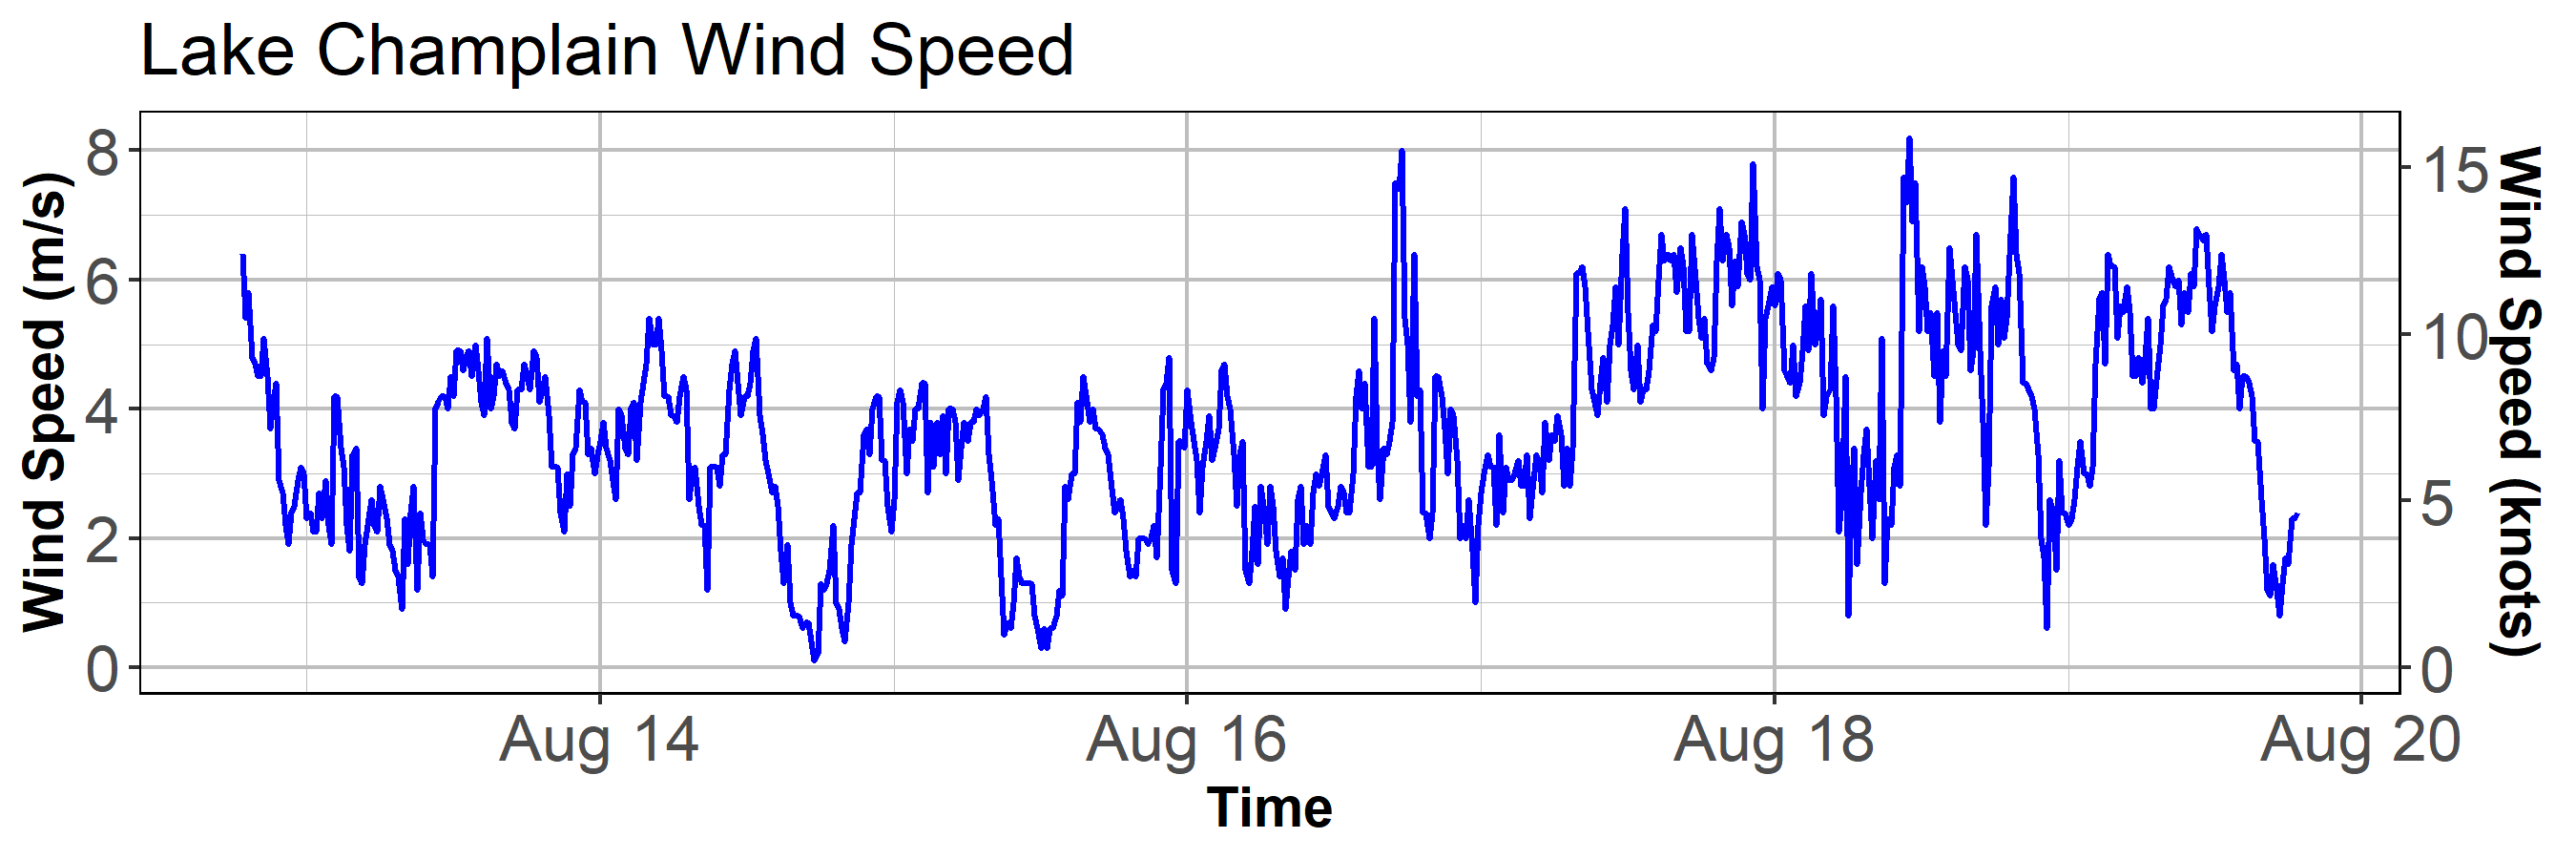 Lake Champlain Wind Speed
Wind Speed (m/s)
8
6
4
2
0
15
10
5
0
Wind Speed (knots)
Aug 14
Aug 16
Aug 18
Aug 20
Time